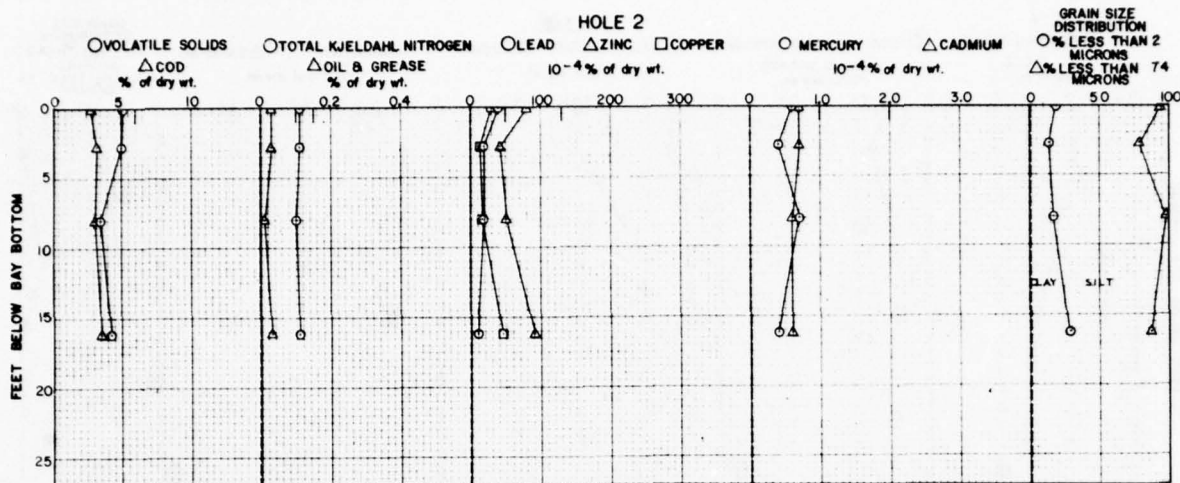 HOLE 2
○VOLATILE SOLIDS ○TOTAL KJELDAHL NITROGEN ○LEAD △ZINC □COPPER ○ MERCURY △CADMIUM
△COD △OIL & GREASE 10-4% of dry wt. 10-4% of dry wt.
% of dry wt. % of dry wt.
GRAIN SIZE
DISTRIBUTION
○% LESS THAN 2
MICRONS
△% LESS THAN 74
MICRONS
0 5 10 0 0.2 0.4 0 100 200 300 0 1.0 2.0 3.0 0 50 100
0
5
10
15
20
25
FEET BELOW BAY BOTTOM
CLAY SILT